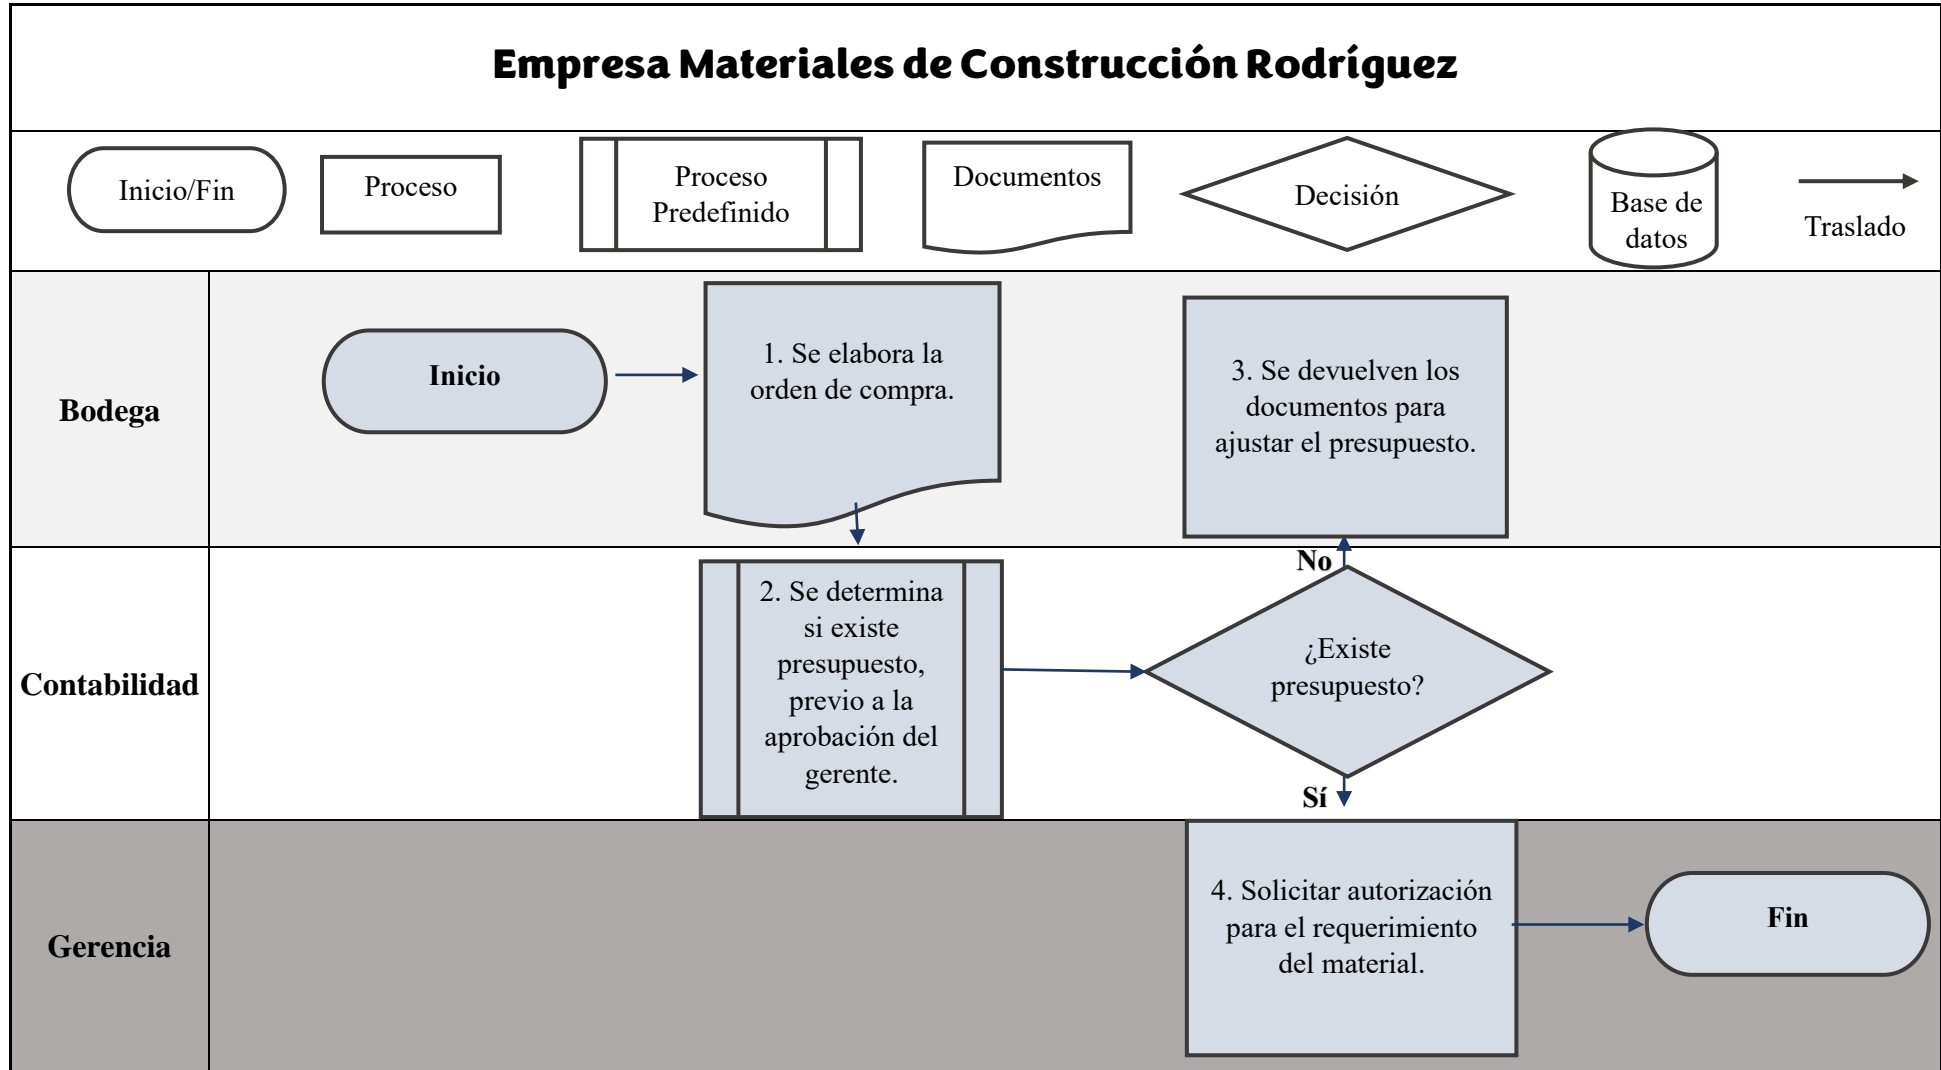 Empresa Materiales de Construcción Rodríguez
Inicio/Fin
Proceso
Proceso
Predefinido
Documentos
Decisión
Base de
datos
Traslado
Bodega
Inicio
1. Se elabora la
orden de compra.
3. Se devuelven los
documentos para
ajustar el presupuesto.
Contabilidad
2. Se determina
si existe
presupuesto,
previo a la
aprobación del
gerente.
No
¿Existe
presupuesto?
Sí
Gerencia
4. Solicitar autorización
para el requerimiento
del material.
Fin